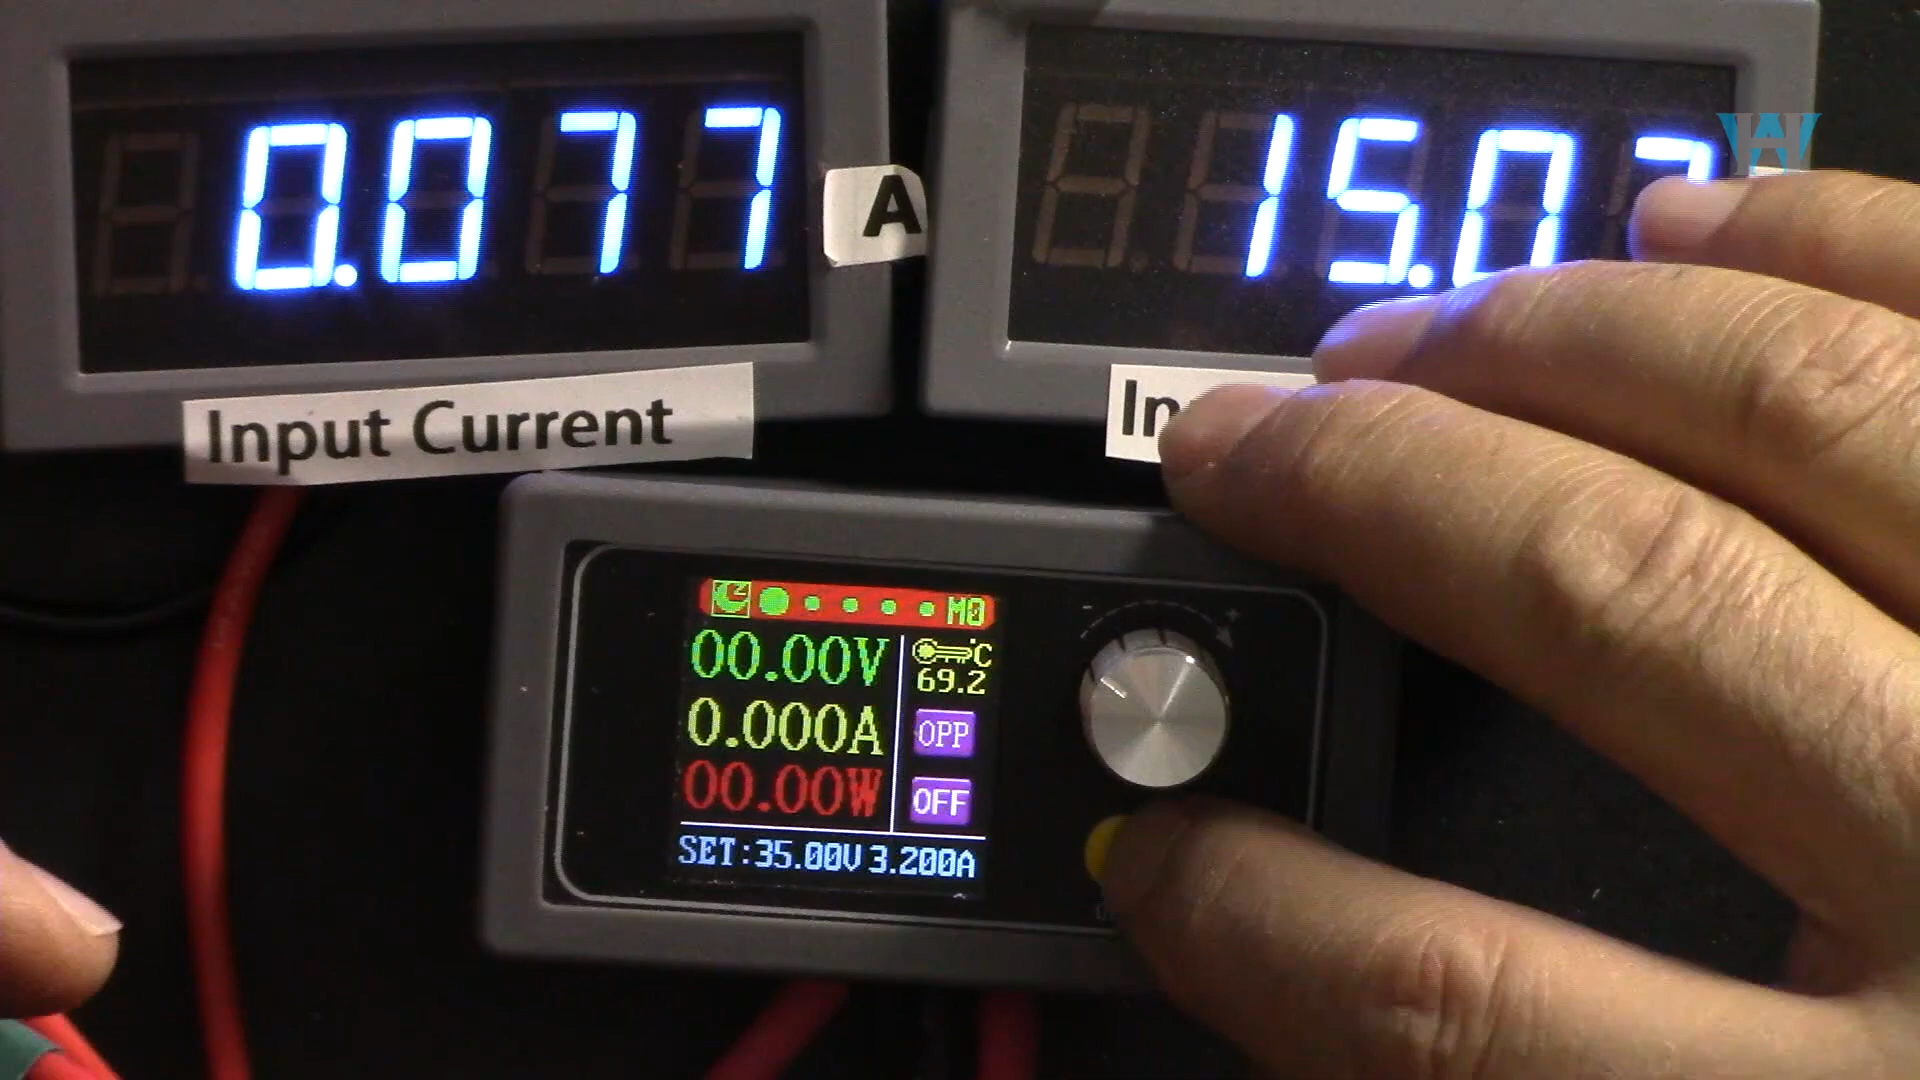 0.077
A
15.0
Input Current
In
M0
00.00V
°C
69.2
0.000A
OPP
00.00W
OFF
SET:35.00V 3.200A
- +